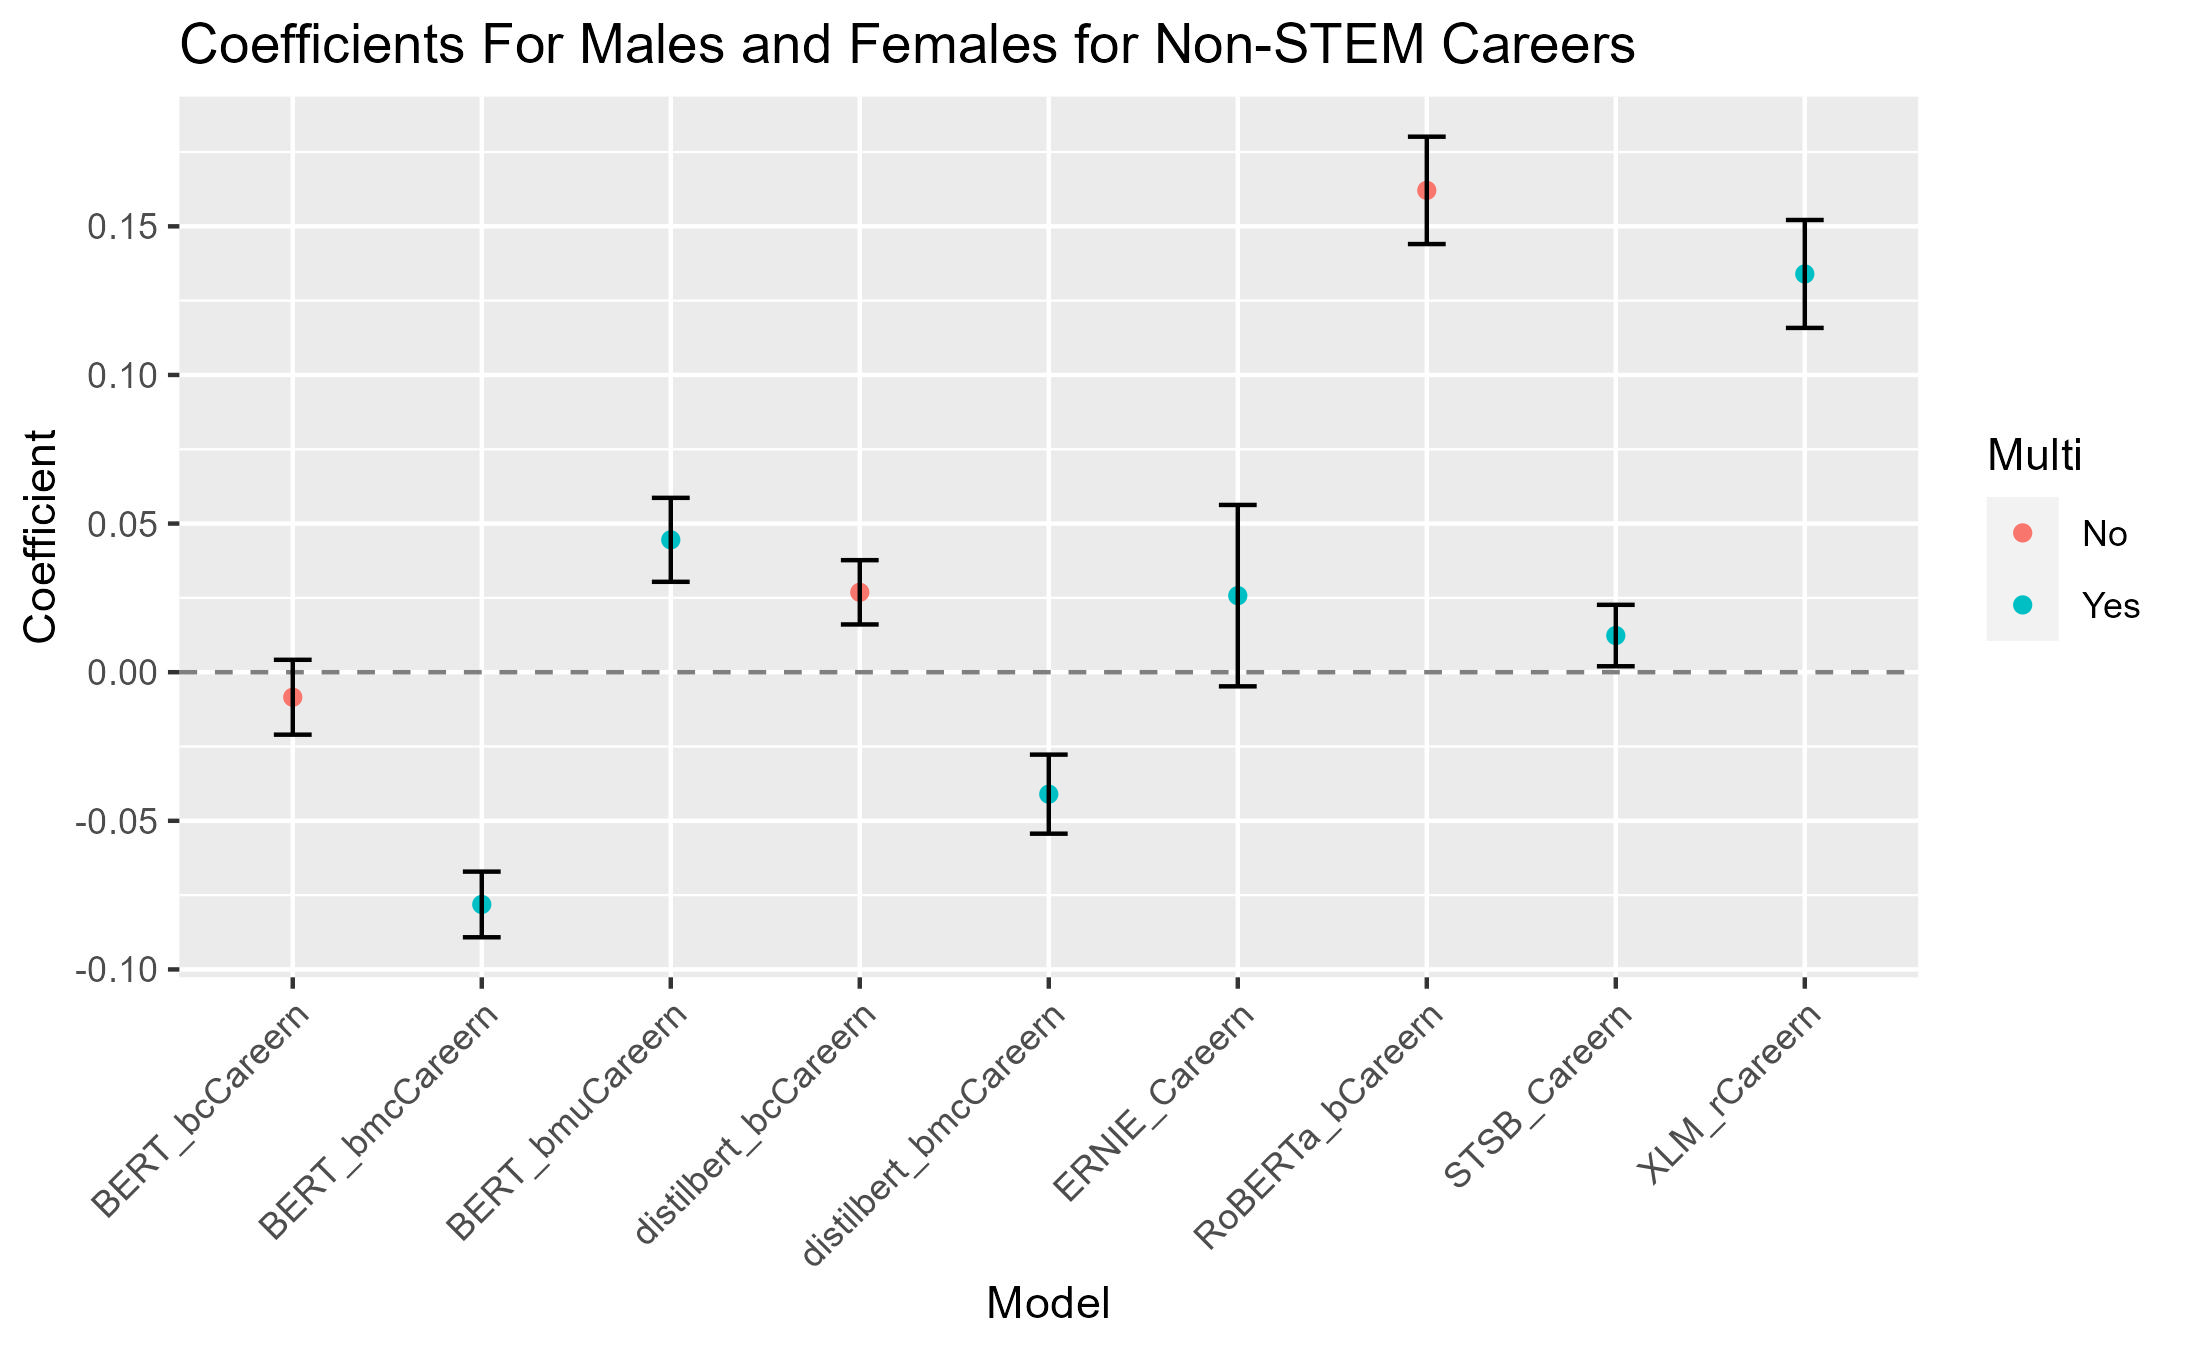 Coefficients For Males and Females for Non-STEM Careers
Coefficient
0.15
0.10
0.05
0.00
-0.05
-0.10
BERT_bcCareern
BERT_bmcCareern
BERT_bmuCareern
distilbert_bcCareern
distilbert_bmcCareern
ERNIE_Careern
RoBERTa_bCareern
STSB_Careern
XLM_rCareern
Model
Multi
No
Yes